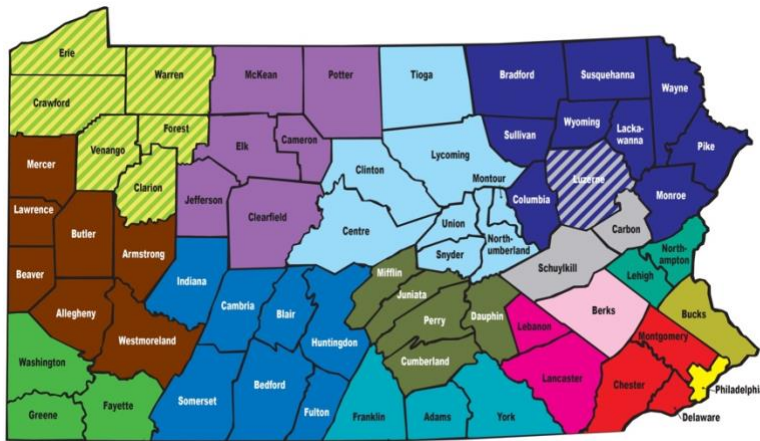 Erie
Warren
McKean
Potter
Tioga
Bradford
Susquehanna
Wayne
Crawford
Forest
Venango
Elk
Cameron
Sullivan
Wyoming
Lacka-
wanna
Pike
Mercer
Clarion
Jefferson
Clearfield
Clinton
Lycoming
Montour
Columbia
Luzerne
Monroe
Lawrence
Butler
Armstrong
Centre
Union
North-
umberland
Snyder
Carbon
North-
ampton
Schuylkill
Lehigh
Beaver
Allegheny
Indiana
Cambria
Blair
Huntingdon
Mifflin
Juniata
Perry
Dauphin
Lebanon
Berks
Bucks
Westmoreland
Cumberland
Montgomery
Washington
Greene
Fayette
Somerset
Bedford
Fulton
Franklin
Adams
York
Lancaster
Chester
Philadelphia
Delaware